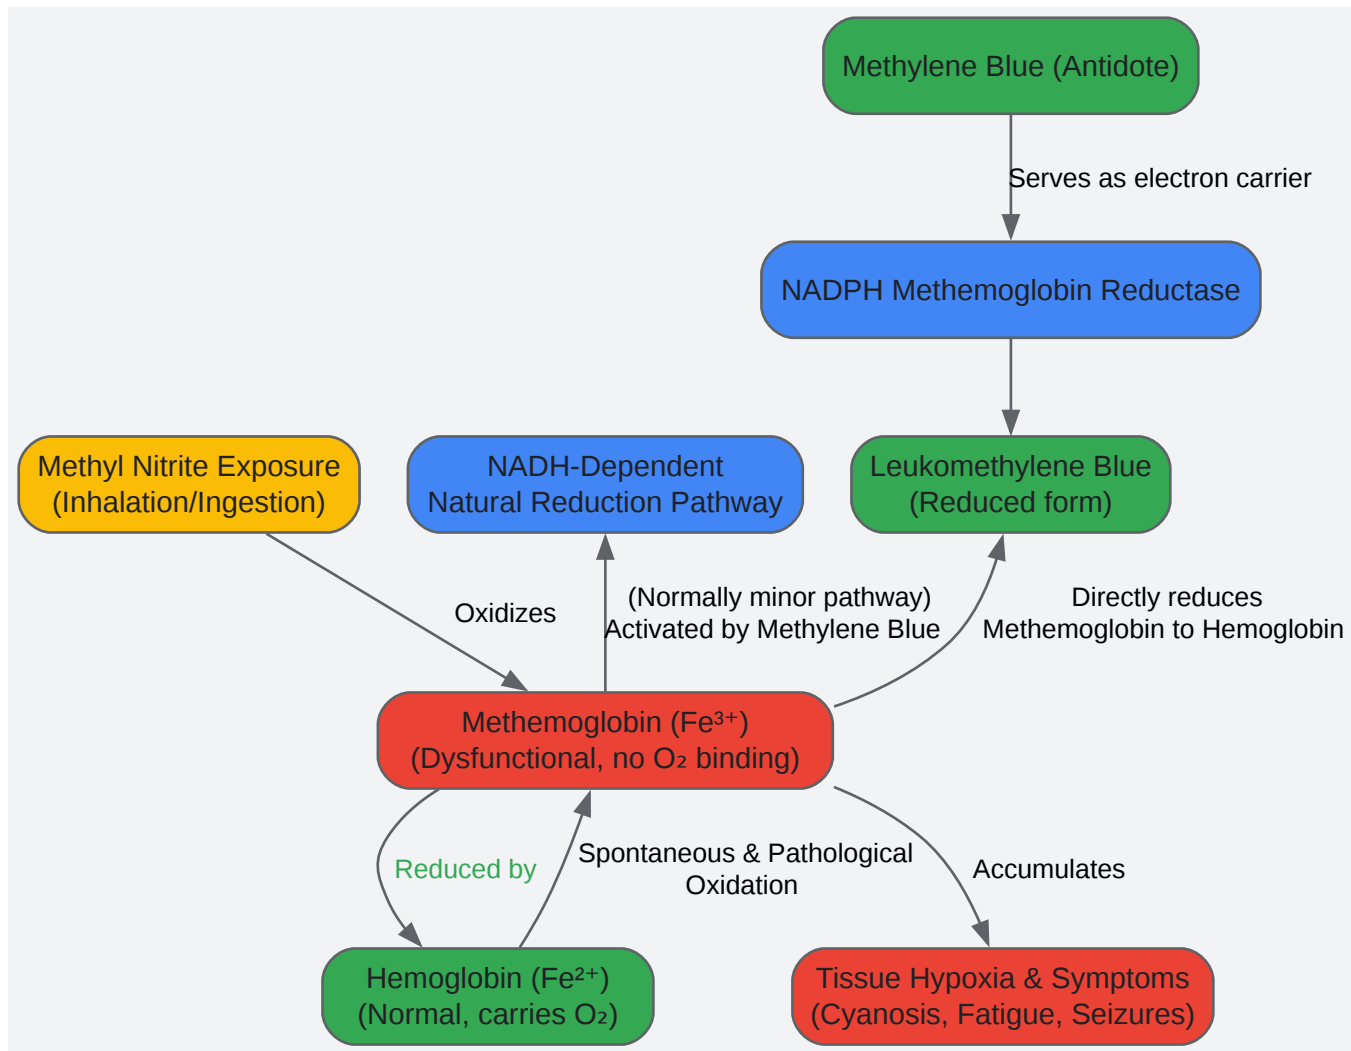 Methylene Blue (Antidote)
Serves as electron carrier
NADPH Methemoglobin Reductase
Methyl Nitrite Exposure
(Inhalation/Ingestion)
NADH-Dependent
Natural Reduction Pathway
Leukomethylene Blue
(Reduced form)
Oxidizes
(Normally minor pathway)
Activated by Methylene Blue
Directly reduces
Methemoglobin to Hemoglobin
Methemoglobin (Fe³⁺)
(Dysfunctional, no O₂ binding)
Reduced by
Spontaneous & Pathological
Oxidation
Accumulates
Hemoglobin (Fe²⁺)
(Normal, carries O₂)
Tissue Hypoxia & Symptoms
(Cyanosis, Fatigue, Seizures)